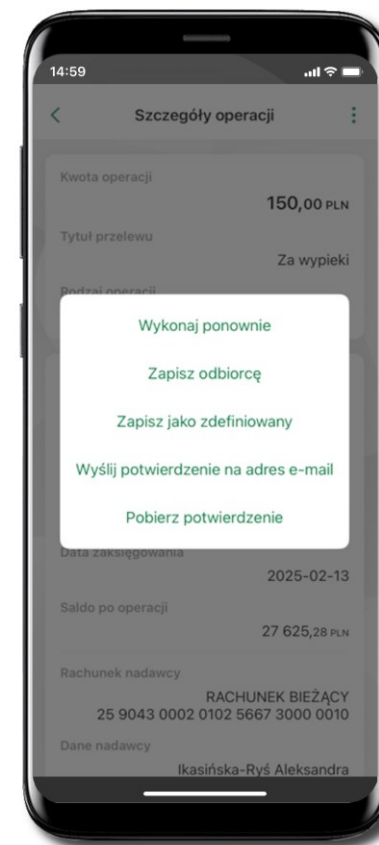 14:59
Szczegóły operacji
Kwota operacji
150,00 PLN
Tytuł przelewu
Za wypieki
Rodzaj operacji
Wykonaj ponownie
Zapisz odbiorcę
Zapisz jako zdefiniowany
Wyślij potwierdzenie na adres e-mail
Pobierz potwierdzenie
Data zaksięgowania
2025-02-13
Saldo po operacji
27 625,28 PLN
Rachunek nadawcy
RACHUNEK BIEŻĄCY
25 9043 0002 0102 5667 3000 0010
Dane nadawcy
Ikasińska-Ryś Aleksandra